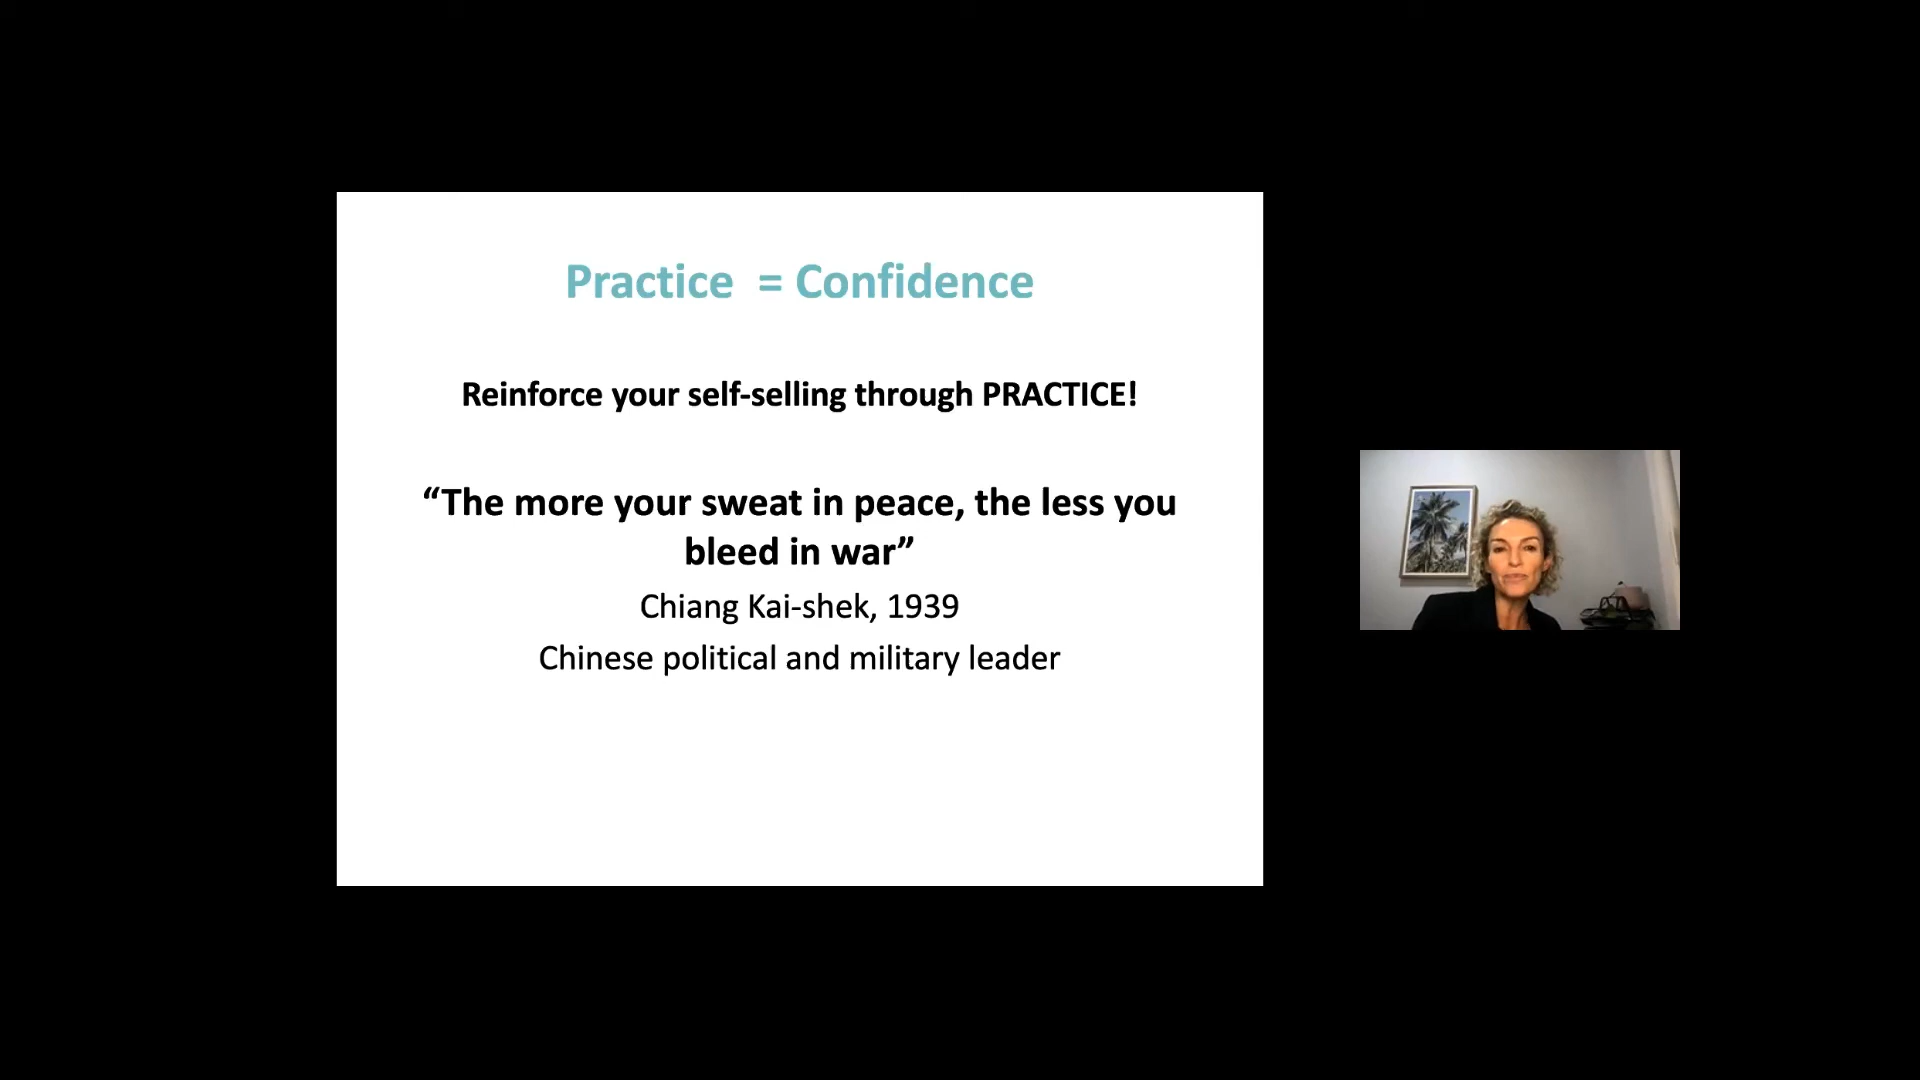 Practice  = Confidence
Reinforce your self-selling through PRACTICE!
“The more your sweat in peace, the less you
bleed in war”
Chiang Kai-shek, 1939
Chinese political and military leader